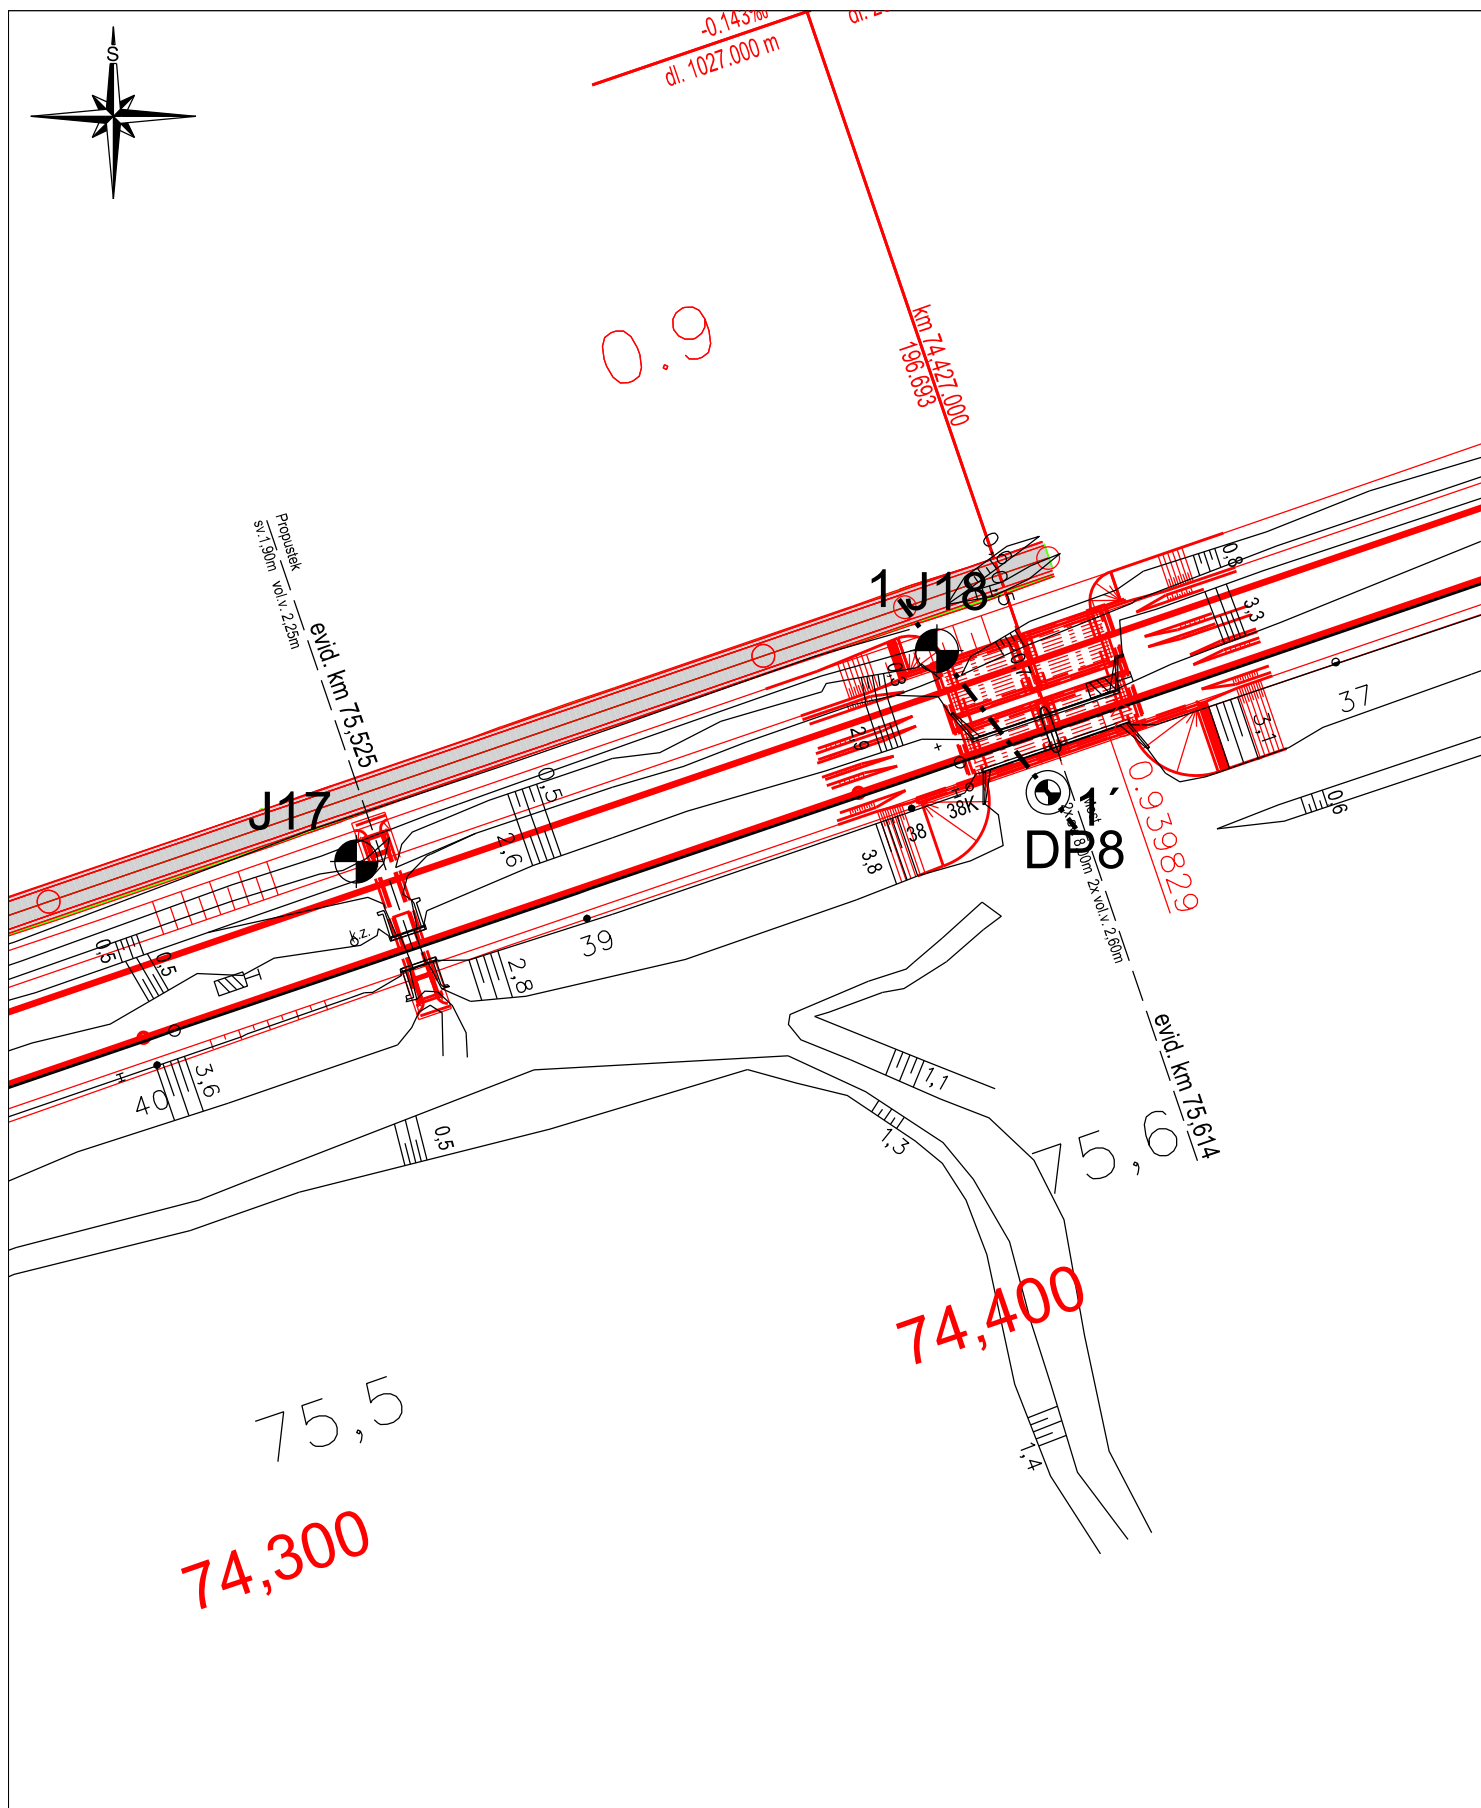 -0.143‰
dl. 1027.000 m
S
0.9
km 74,427.000
196.693
Propustek
sv.1,90m vol.v. 2,25m
evid. km 75,525
1
J18
0,8
3,3
0,3
2,9
37
3,1
0,6
J17
0,5
2,6
38
38K
3,8
1´
DP8
0.939829
2x vol.v. 2,60m
k.z.
39
0,5
0,5
2,8
3,6
40
0,5
1,1
1,3
evid. km 75,614
75,6
74,400
1,4
75,5
74,300